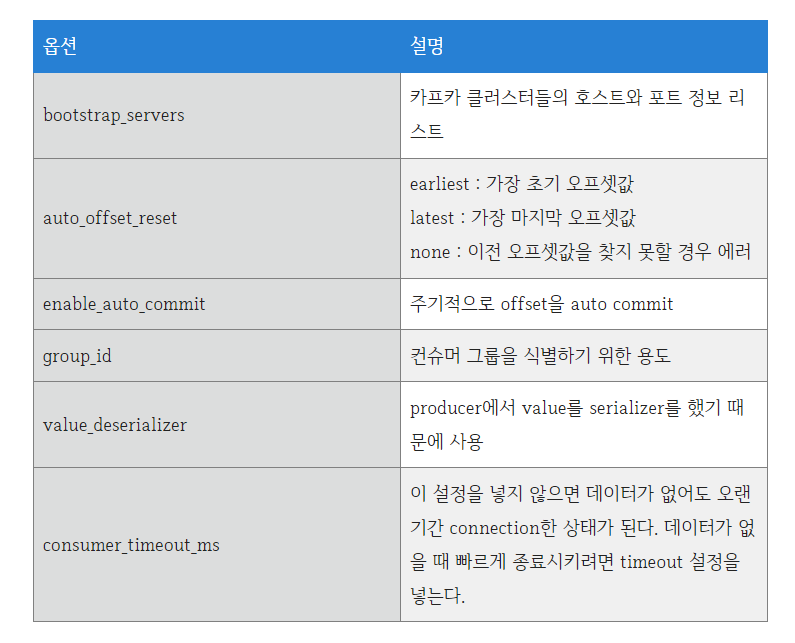 옵션
설명
bootstrap_servers
카프카 클러스터들의 호스트와 포트 정보 리
스트
auto_offset_reset
earliest : 가장 초기 오프셋값
latest : 가장 마지막 오프셋값
none : 이전 오프셋값을 찾지 못할 경우 에러
enable_auto_commit
주기적으로 offset을 auto commit
group_id
컨슈머 그룹을 식별하기 위한 용도
value_deserializer
producer에서 value를 serializer를 했기 때
문에 사용
consumer_timeout_ms
이 설정을 넣지 않으면 데이터가 없어도 오랜
기간 connection한 상태가 된다. 데이터가 없
을 때 빠르게 종료시키려면 timeout 설정을
넣는다.